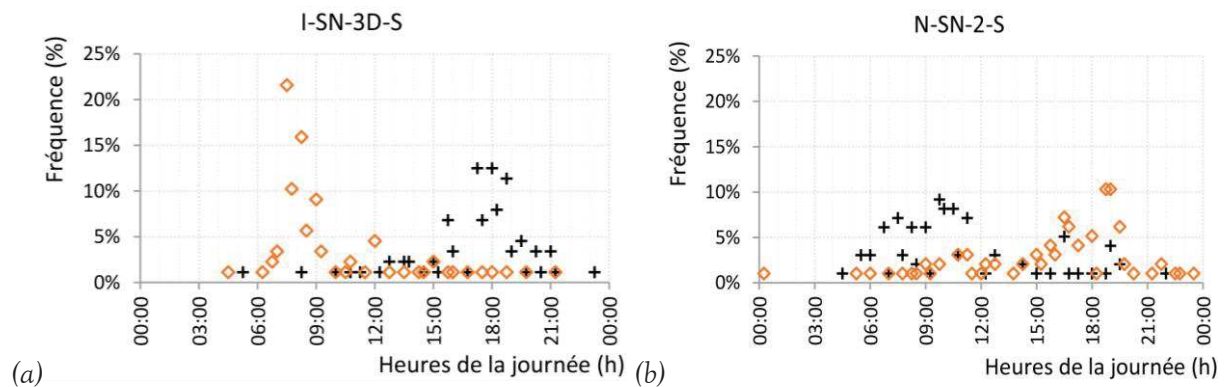 I-SN-3D-S
Fréquence (%)
25%
20%
15%
10%
5%
0%
00:00 03:00 06:00 09:00 12:00 15:00 18:00 21:00 00:00
Heures de la journée (h)
(a)
N-SN-2-S
Fréquence (%)
25%
20%
15%
10%
5%
0%
00:00 03:00 06:00 09:00 12:00 15:00 18:00 21:00 00:00
Heures de la journée (h)
(b)